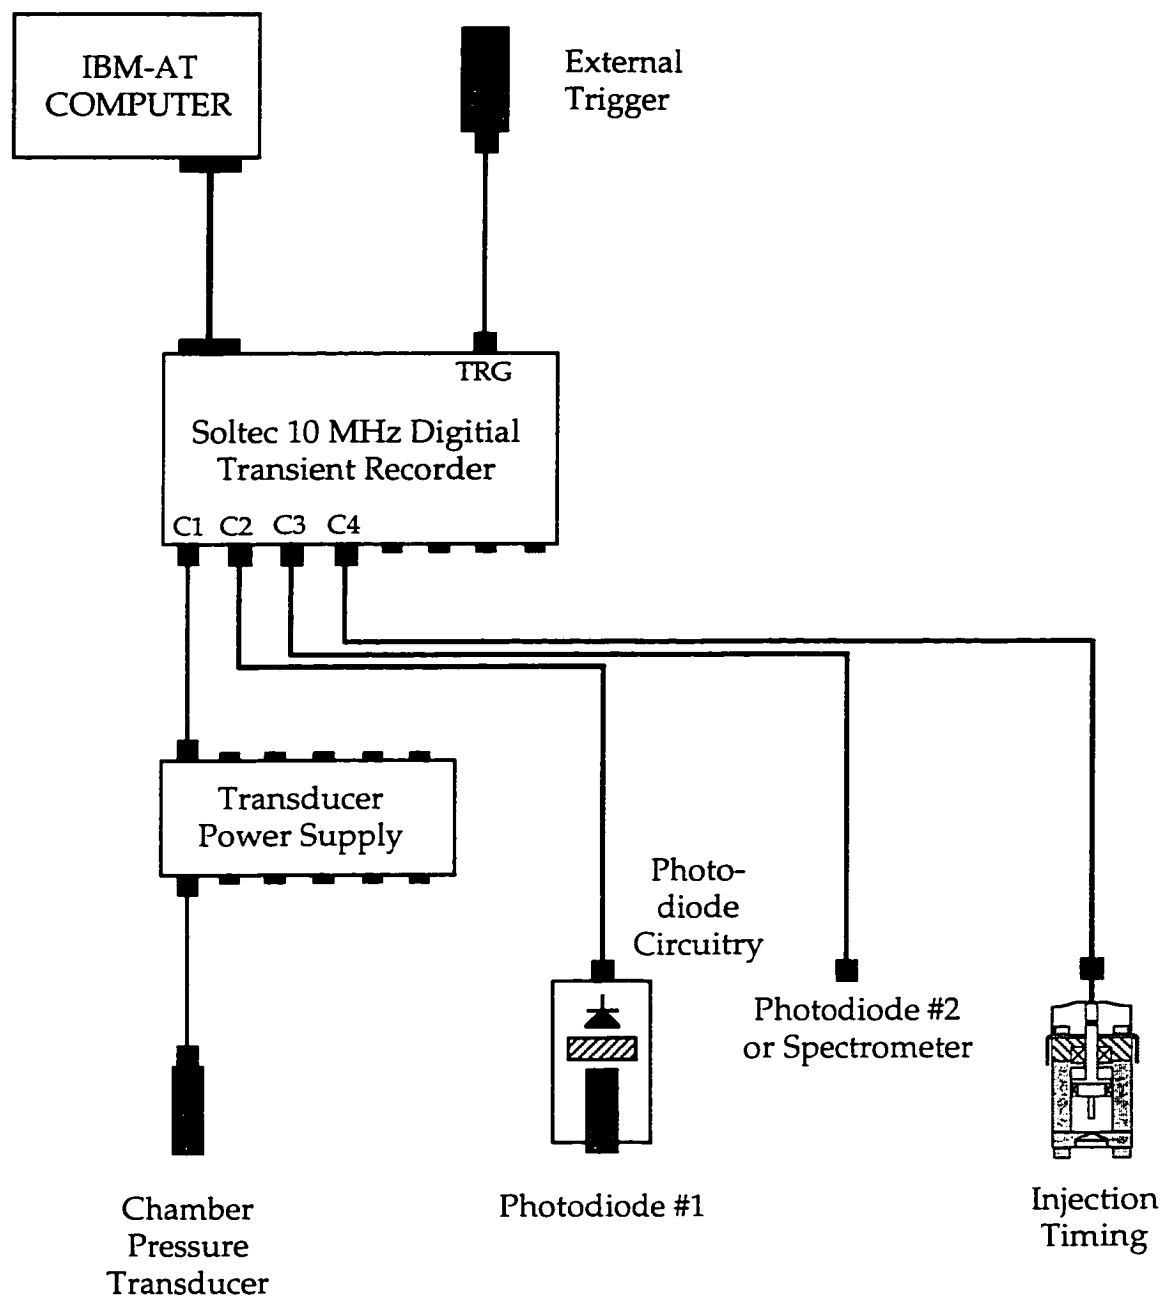 IBM-AT
COMPUTER
External
Trigger
TRG
Soltec 10 MHz Digitial
Transient Recorder
C1 C2 C3 C4
Transducer
Power Supply
Photo-
diode
Circuitry
Photodiode #2
or Spectrometer
Photodiode #1
Injection
Timing
Chamber
Pressure
Transducer